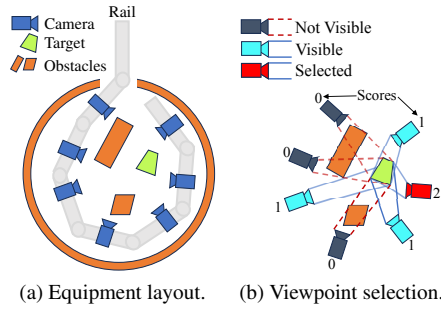 Rail
Camera
Target
Obstacles
(a) Equipment layout.
Not Visible
Visible
Selected
0
Scores
1
0
2
1
1
0
(b) Viewpoint selection.